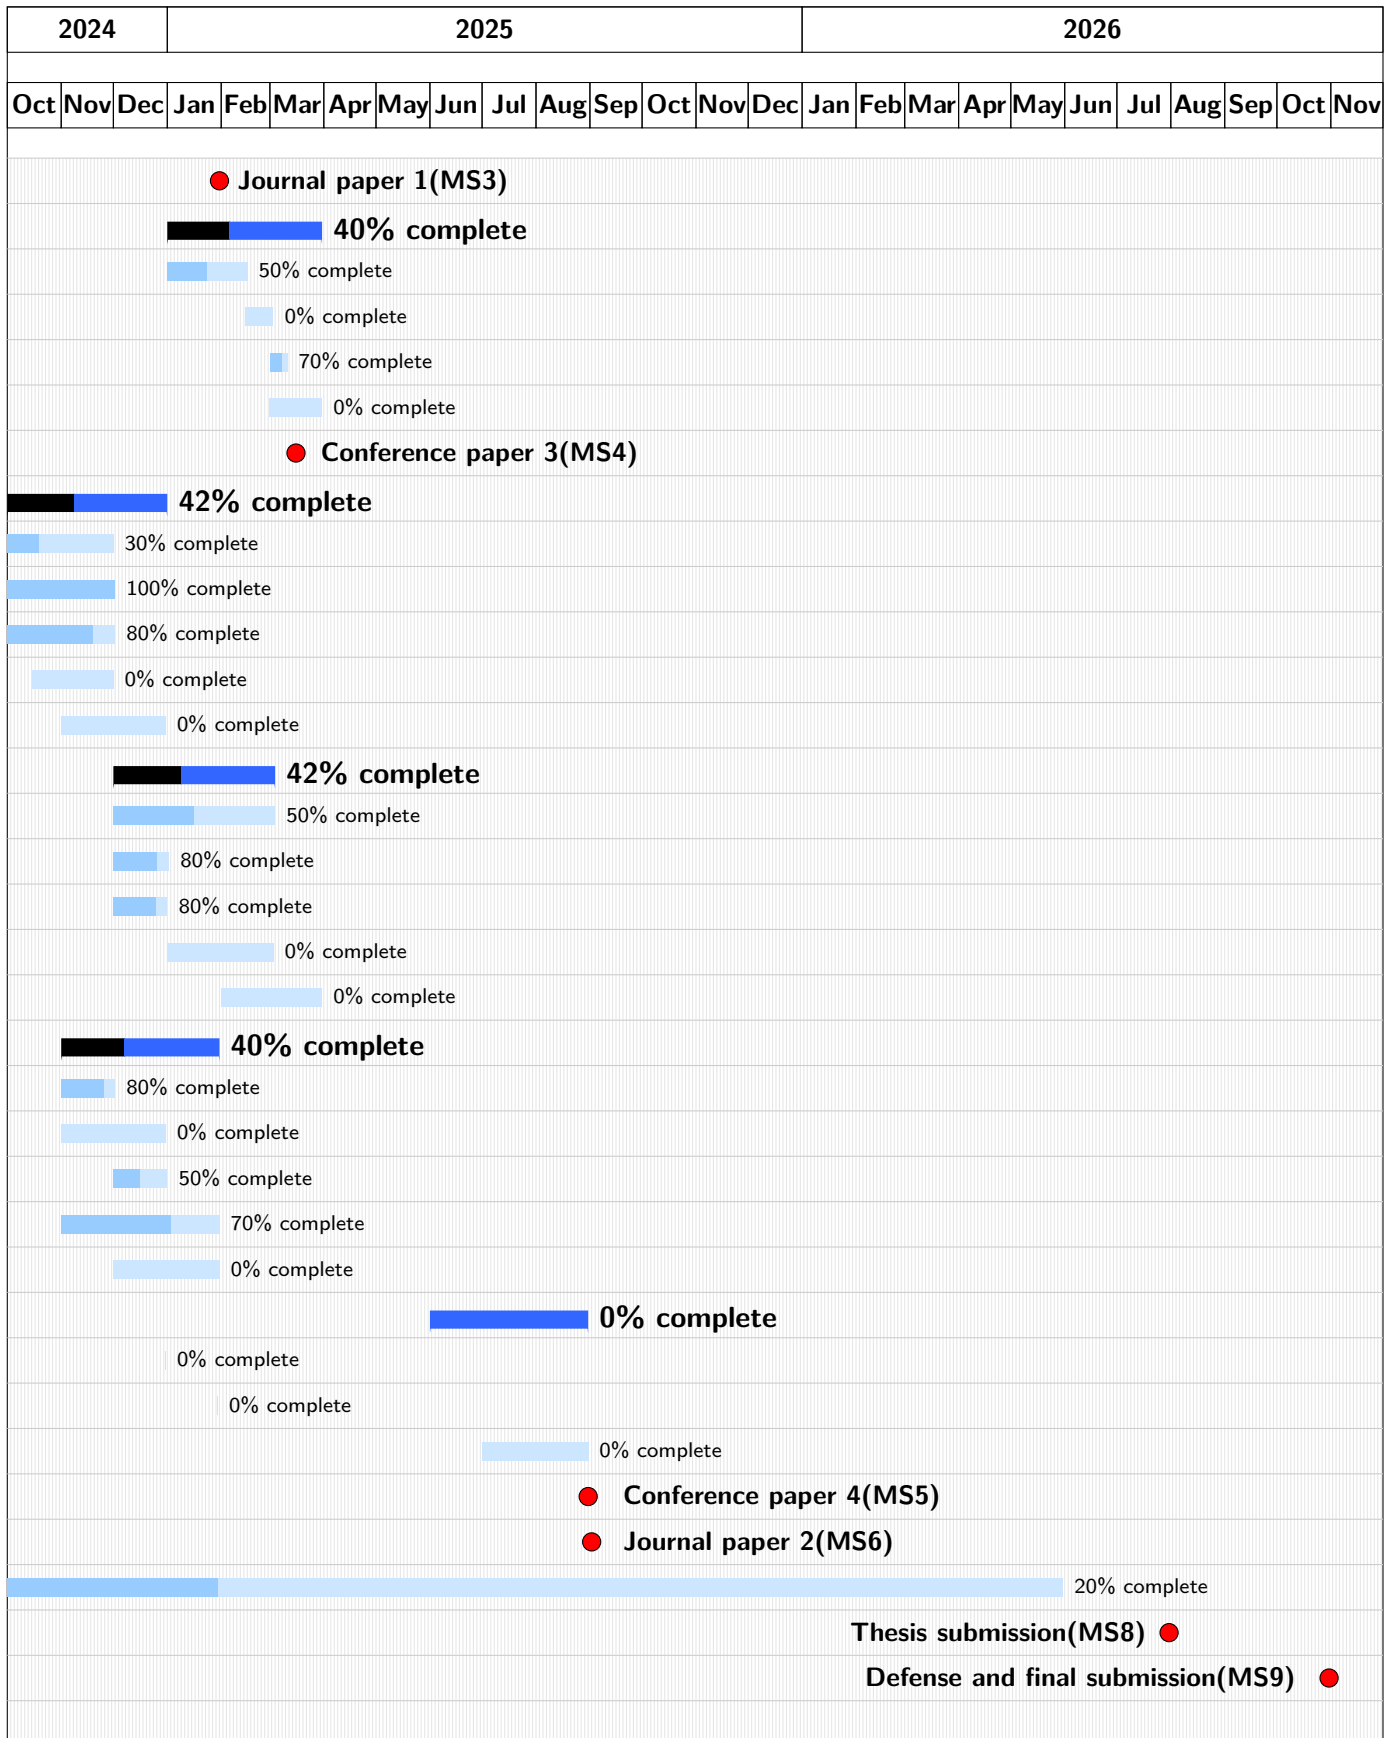 2024 2025 2026
Oct Nov Dec Jan Feb Mar Apr May Jun Jul Aug Sep Oct Nov Dec Jan Feb Mar Apr May Jun Jul Aug Sep Oct Nov
Journal paper 1(MS3)
40% complete
50% complete
0% complete
70% complete
0% complete
Conference paper 3(MS4)
42% complete
30% complete
100% complete
80% complete
0% complete
0% complete
42% complete
50% complete
80% complete
80% complete
0% complete
0% complete
40% complete
80% complete
0% complete
50% complete
70% complete
0% complete
0% complete
0% complete
0% complete
0% complete
Conference paper 4(MS5)
Journal paper 2(MS6)
20% complete
Thesis submission(MS8)
Defense and final submission(MS9)